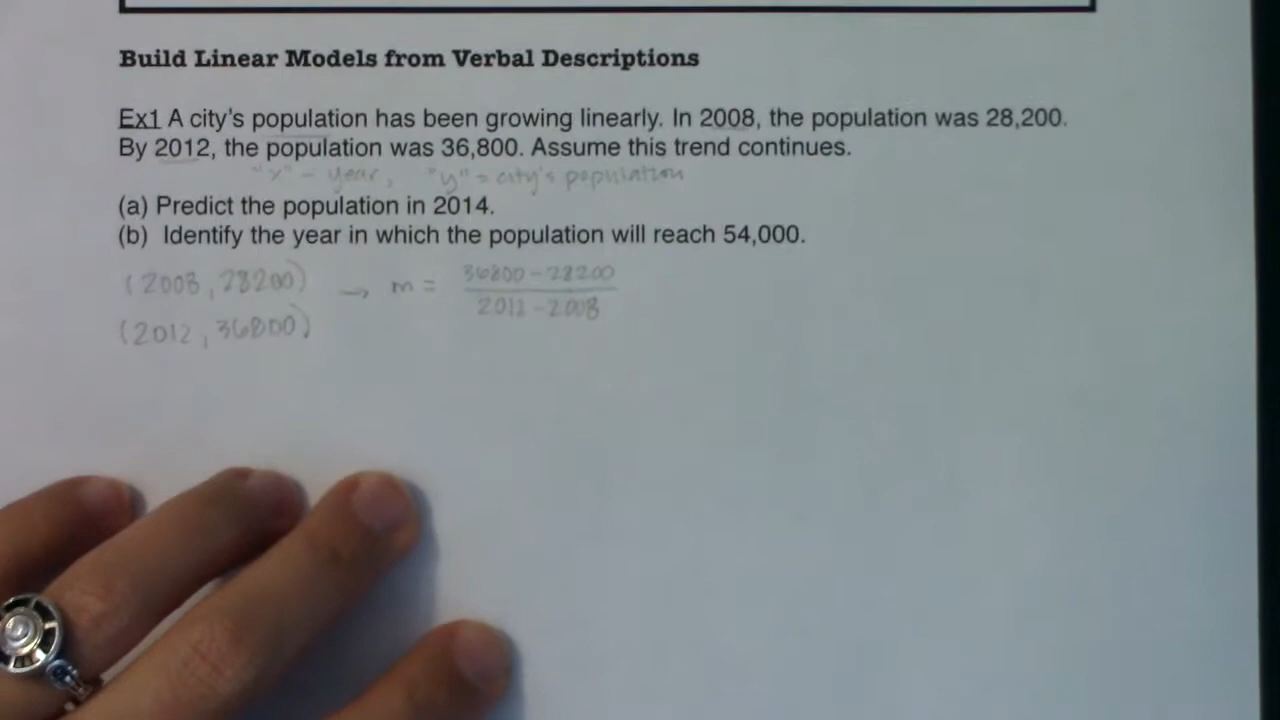 Build Linear Models from Verbal Descriptions
Ex1 A city's population has been growing linearly. In 2008, the population was 28,200.
By 2012, the population was 36,800. Assume this trend continues.
"x" - year, "y" = city's population
(a) Predict the population in 2014.
(b) Identify the year in which the population will reach 54,000.
(2008, 28200) → m = 36800 - 28200
2012 - 2008
(2012, 36800)